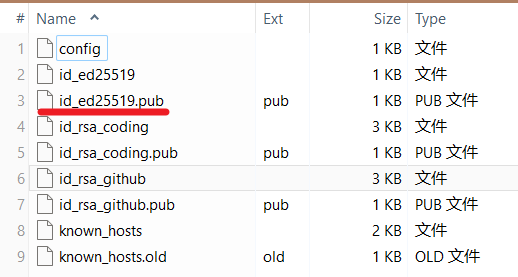 # Name Ext Size Type
1 config 1 KB 文件
2 id_ed25519 1 KB 文件
3 id_ed25519.pub pub 1 KB PUB 文件
4 id_rsa_coding 3 KB 文件
5 id_rsa_coding.pub pub 1 KB PUB 文件
6 id_rsa_github 3 KB 文件
7 id_rsa_github.pub pub 1 KB PUB 文件
8 known_hosts 2 KB 文件
9 known_hosts.old old 1 KB OLD 文件